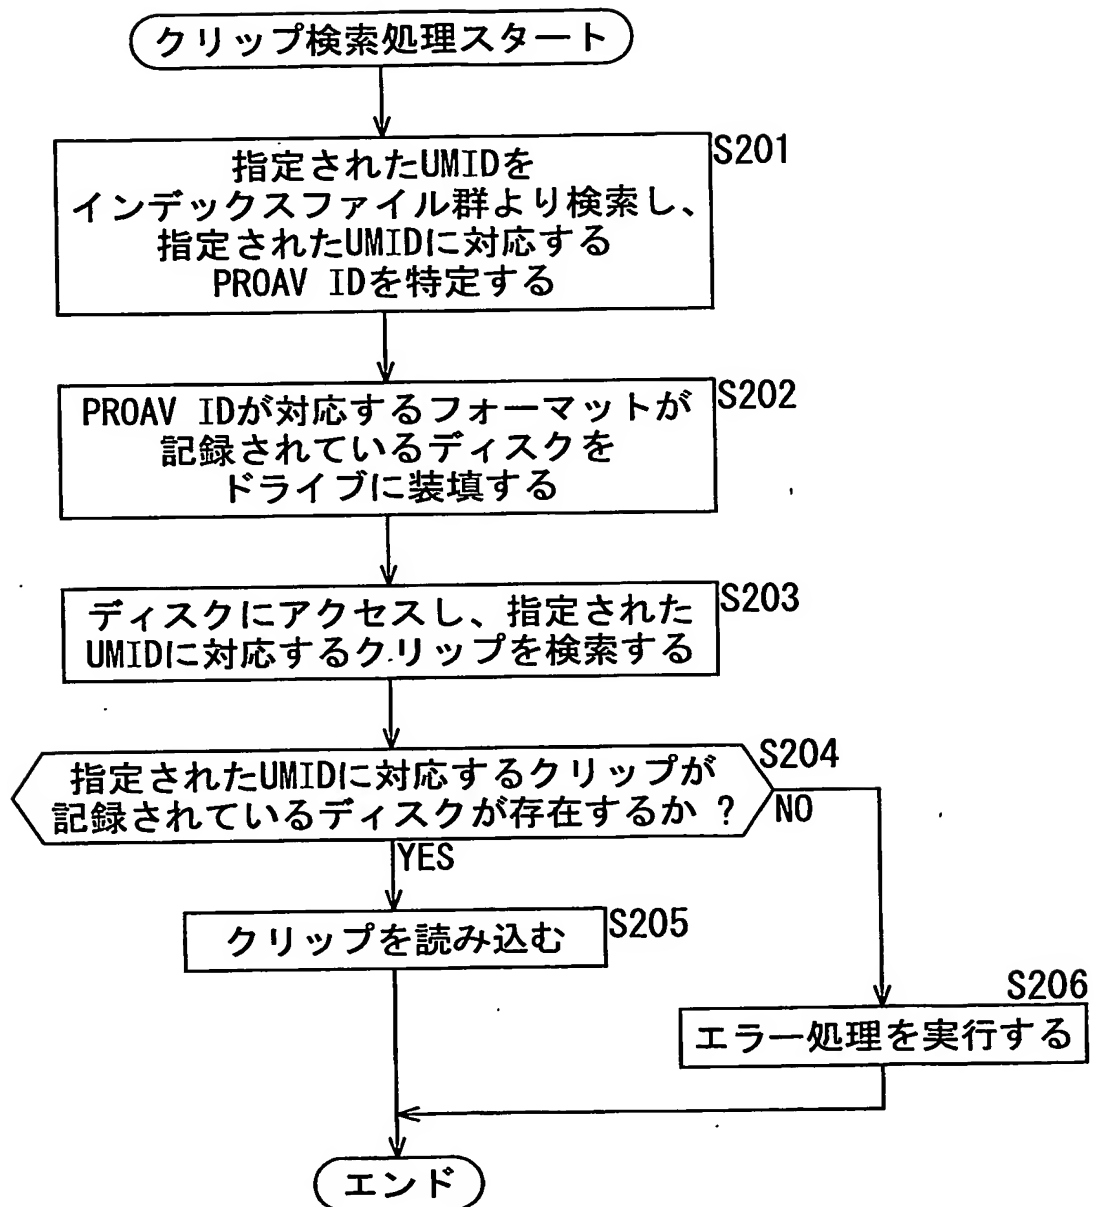 クリップ検索処理スタート
S201
指定されたUMIDを
インデックスファイル群より検索し、
指定されたUMIDに対応する
PROAV IDを特定する
S202
PROAV IDが対応するフォーマットが
記録されているディスクを
ドライブに装填する
S203
ディスクにアクセスし、指定された
UMIDに対応するクリップを検索する
S204
指定されたUMIDに対応するクリップが
記録されているディスクが存在するか ?
NO
YES
クリップを読み込む
S205
S206
エラー処理を実行する
エンド